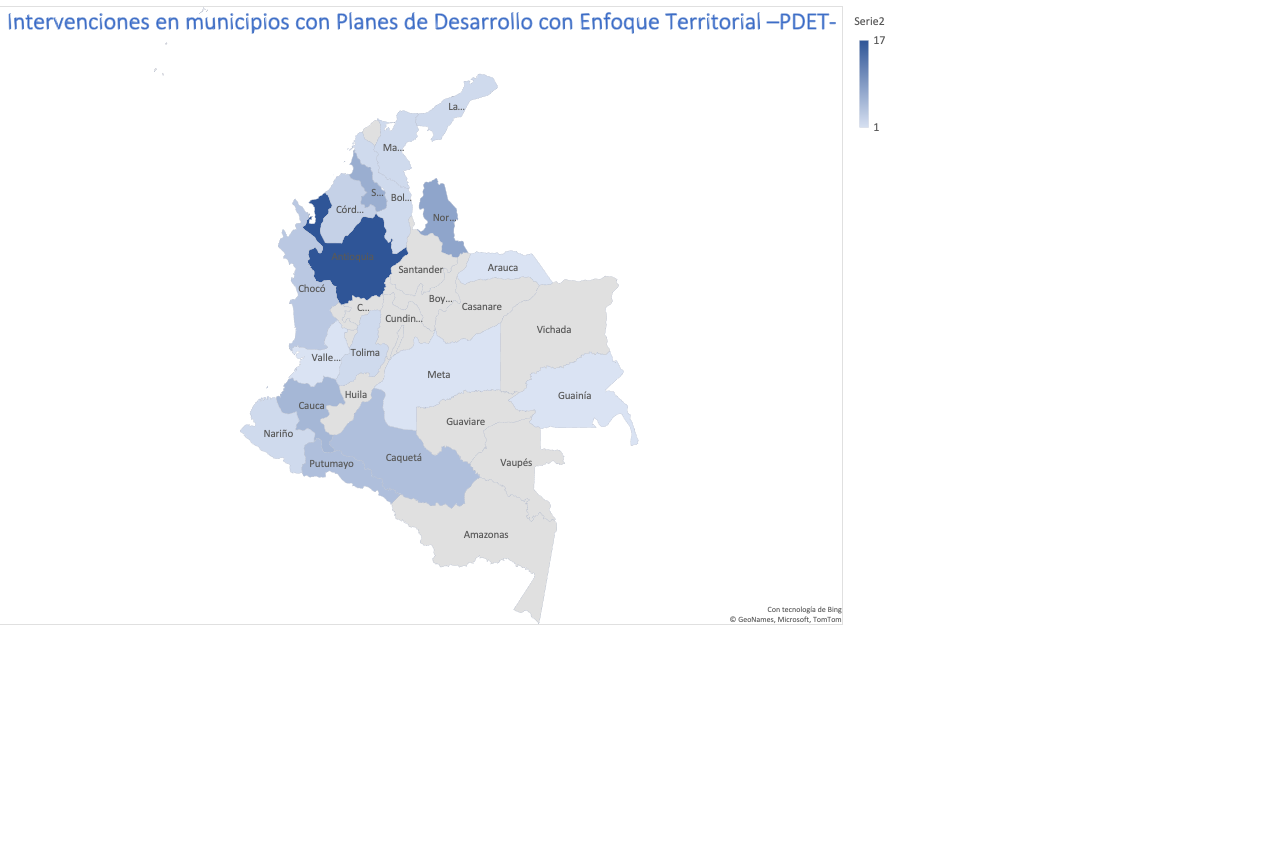 Intervenciones en municipios con Planes de Desarrollo con Enfoque Territorial –PDET-
Serie2
17
1
La...
Ma...
S...
Bol...
Córd...
Nor...
Antioquia
Santander
Arauca
Chocó
Boy...
C...
Casanare
Cundin...
Vichada
Valle...
Tolima
Meta
Huila
Guainía
Cauca
Guaviare
Nariño
Caquetá
Putumayo
Vaupés
Amazonas
Con tecnología de Bing
© GeoNames, Microsoft, TomTom